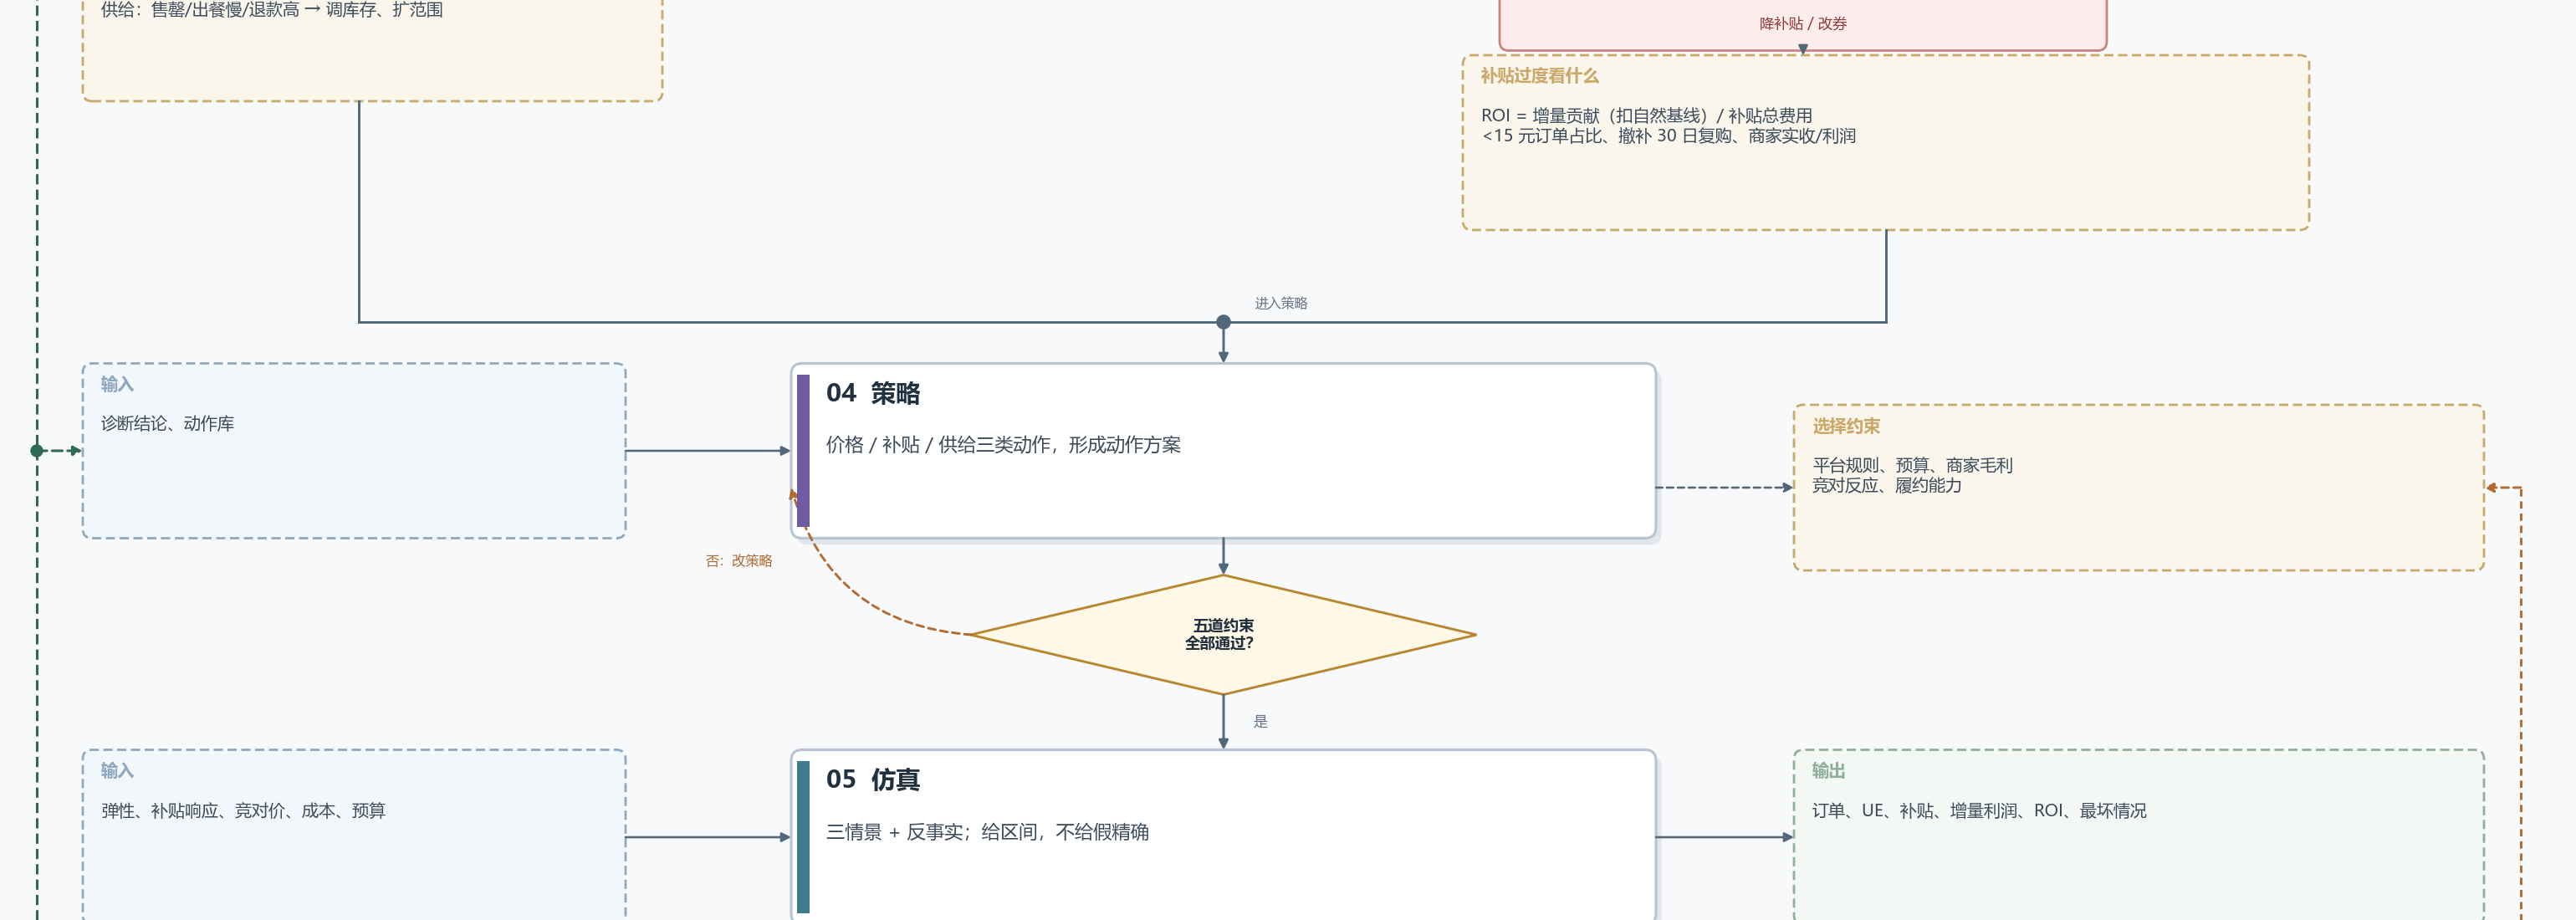 供给：售罄/出餐慢/退款高 → 调库存、扩范围
降补贴 / 改券
补贴过度看什么
ROI = 增量贡献（扣自然基线）/ 补贴总费用
<15 元订单占比、撤补 30 日复购、商家实收/利润
进入策略
输入
诊断结论、动作库
04 策略
价格 / 补贴 / 供给三类动作，形成动作方案
选择约束
平台规则、预算、商家毛利
竞对反应、履约能力
否：改策略
五道约束
全部通过?
是
输入
弹性、补贴响应、竞对价、成本、预算
05 仿真
三情景 + 反事实；给区间，不给假精确
输出
订单、UE、补贴、增量利润、ROI、最坏情况